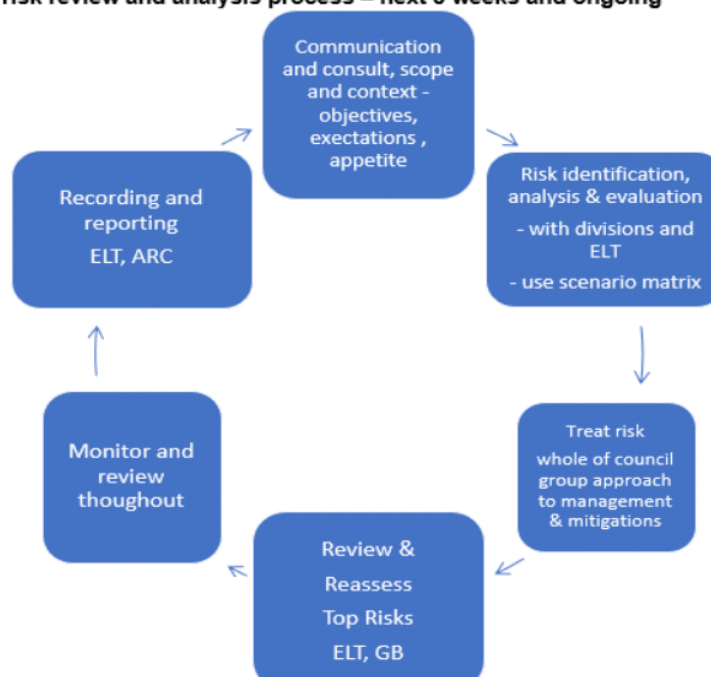 risk review and analysis process – next 6 weeks and ongoing
Communication
and consult, scope
and context -
objectives,
exectations ,
appetite
Risk identification,
analysis & evaluation
- with divisions and
ELT
- use scenario matrix
Treat risk
whole of council
group approach
to management
& mitigations
Review &
Reassess
Top Risks
ELT, GB
Monitor and
review
thoughout
Recording and
reporting
ELT, ARC